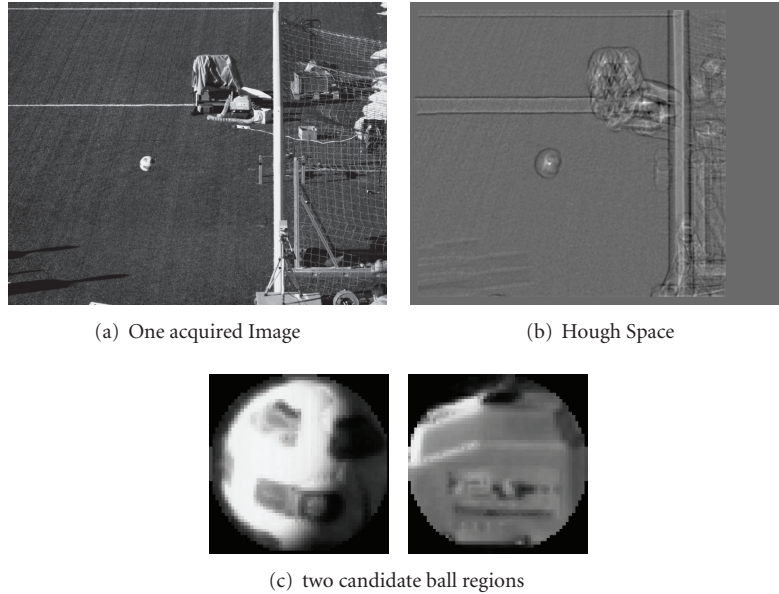 (a) One acquired Image
(b) Hough Space
(c) two candidate ball regions